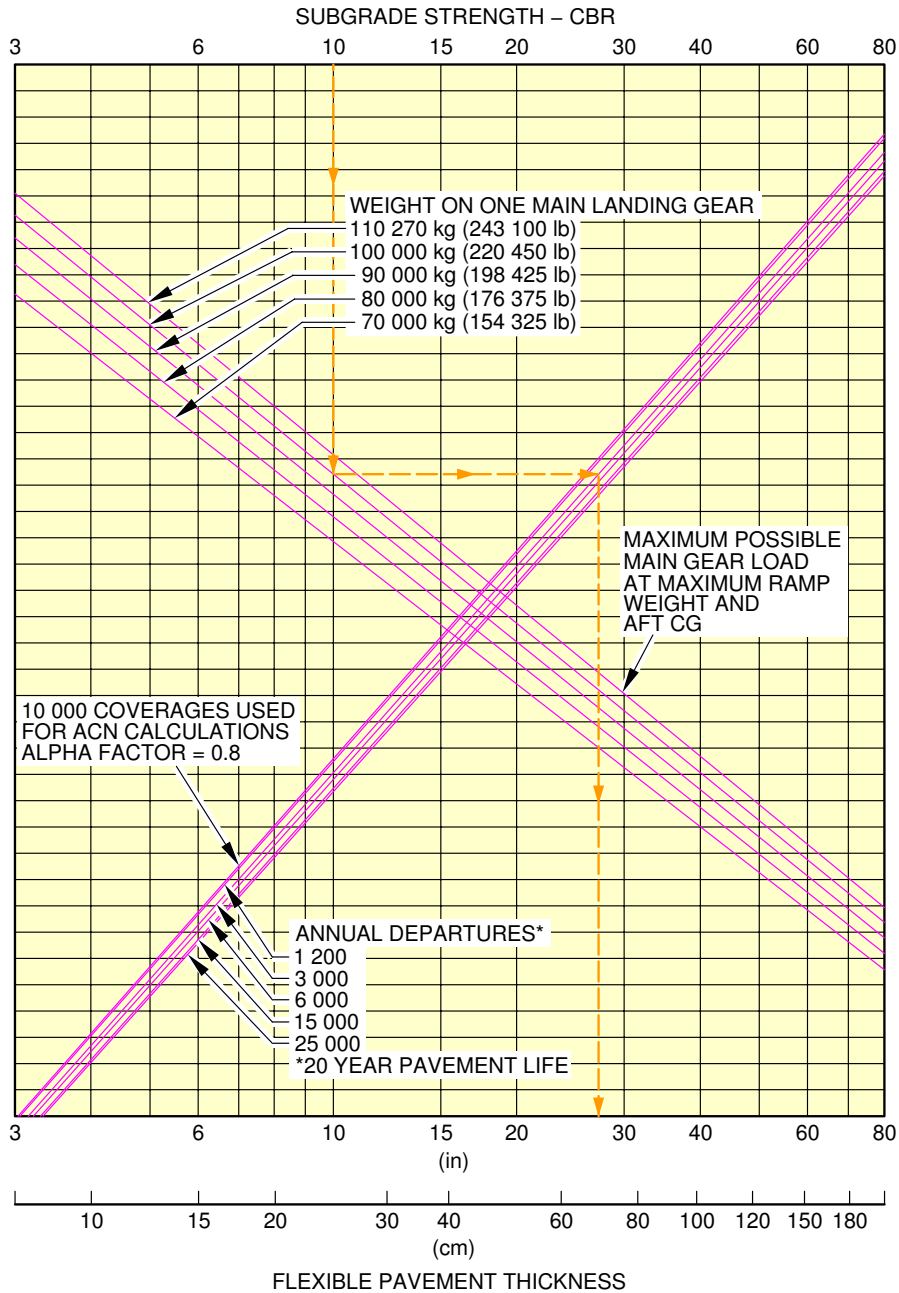 SUBGRADE STRENGTH – CBR
3 6 10 15 20 30 40 60 80
WEIGHT ON ONE MAIN LANDING GEAR
110 270 kg (243 100 lb)
100 000 kg (220 450 lb)
90 000 kg (198 425 lb)
80 000 kg (176 375 lb)
70 000 kg (154 325 lb)
MAXIMUM POSSIBLE
MAIN GEAR LOAD
AT MAXIMUM RAMP
WEIGHT AND
AFT CG
10 000 COVERAGES USED
FOR ACN CALCULATIONS
ALPHA FACTOR = 0.8
ANNUAL DEPARTURES*
1 200
3 000
6 000
15 000
25 000
*20 YEAR PAVEMENT LIFE
3 6 10 15 20 30 40 60 80
(in)
10 15 20 30 40 60 80 100 120 150 180
(cm)
FLEXIBLE PAVEMENT THICKNESS